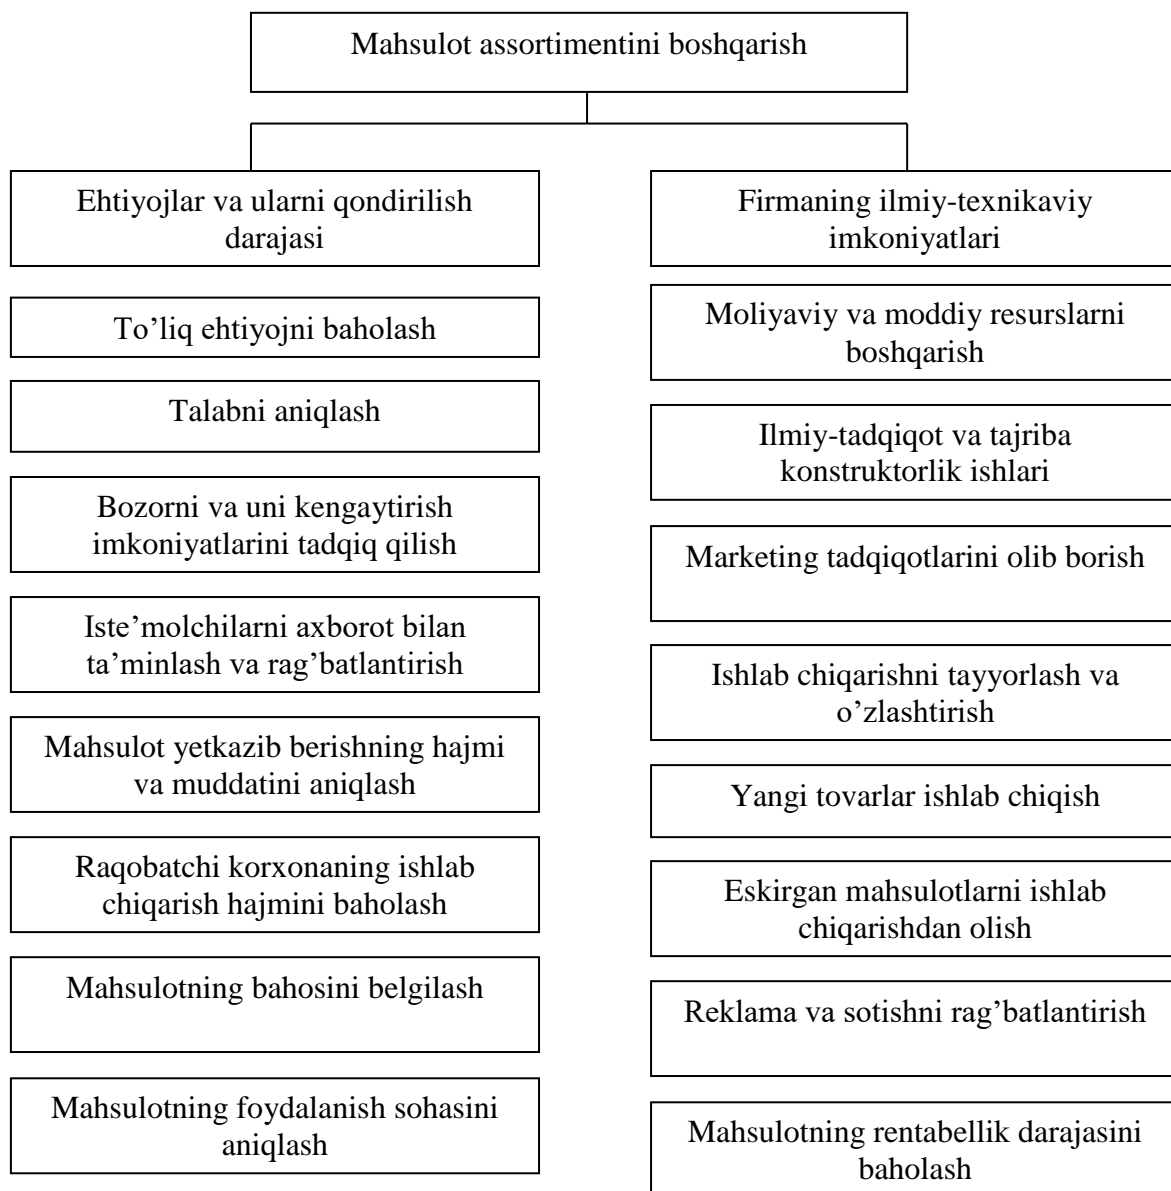 Mahsulot assortimentini boshqarish
Ehtiyojlar va ularni qondirilish
darajasi
To’liq ehtiyojni baholash
Talabni aniqlash
Bozorni va uni kengaytirish
imkoniyatlarini tadqiq qilish
Iste’molchilarni axborot bilan
ta’minlash va rag’batlantirish
Mahsulot yetkazib berishning hajmi
va muddatini aniqlash
Raqobatchi korxonaning ishlab
chiqarish hajmini baholash
Mahsulotning bahosini belgilash
Mahsulotning foydalanish sohasini
aniqlash
Firmaning ilmiy-texnikaviy
imkoniyatlari
Moliyaviy va moddiy resurslarni
boshqarish
Ilmiy-tadqiqot va tajriba
konstruktorlik ishlari
Marketing tadqiqotlarini olib borish
Ishlab chiqarishni tayyorlash va
o’zlashtirish
Yangi tovarlar ishlab chiqish
Eskirgan mahsulotlarni ishlab
chiqarishdan olish
Reklama va sotishni rag’batlantirish
Mahsulotning rentabellik darajasini
baholash